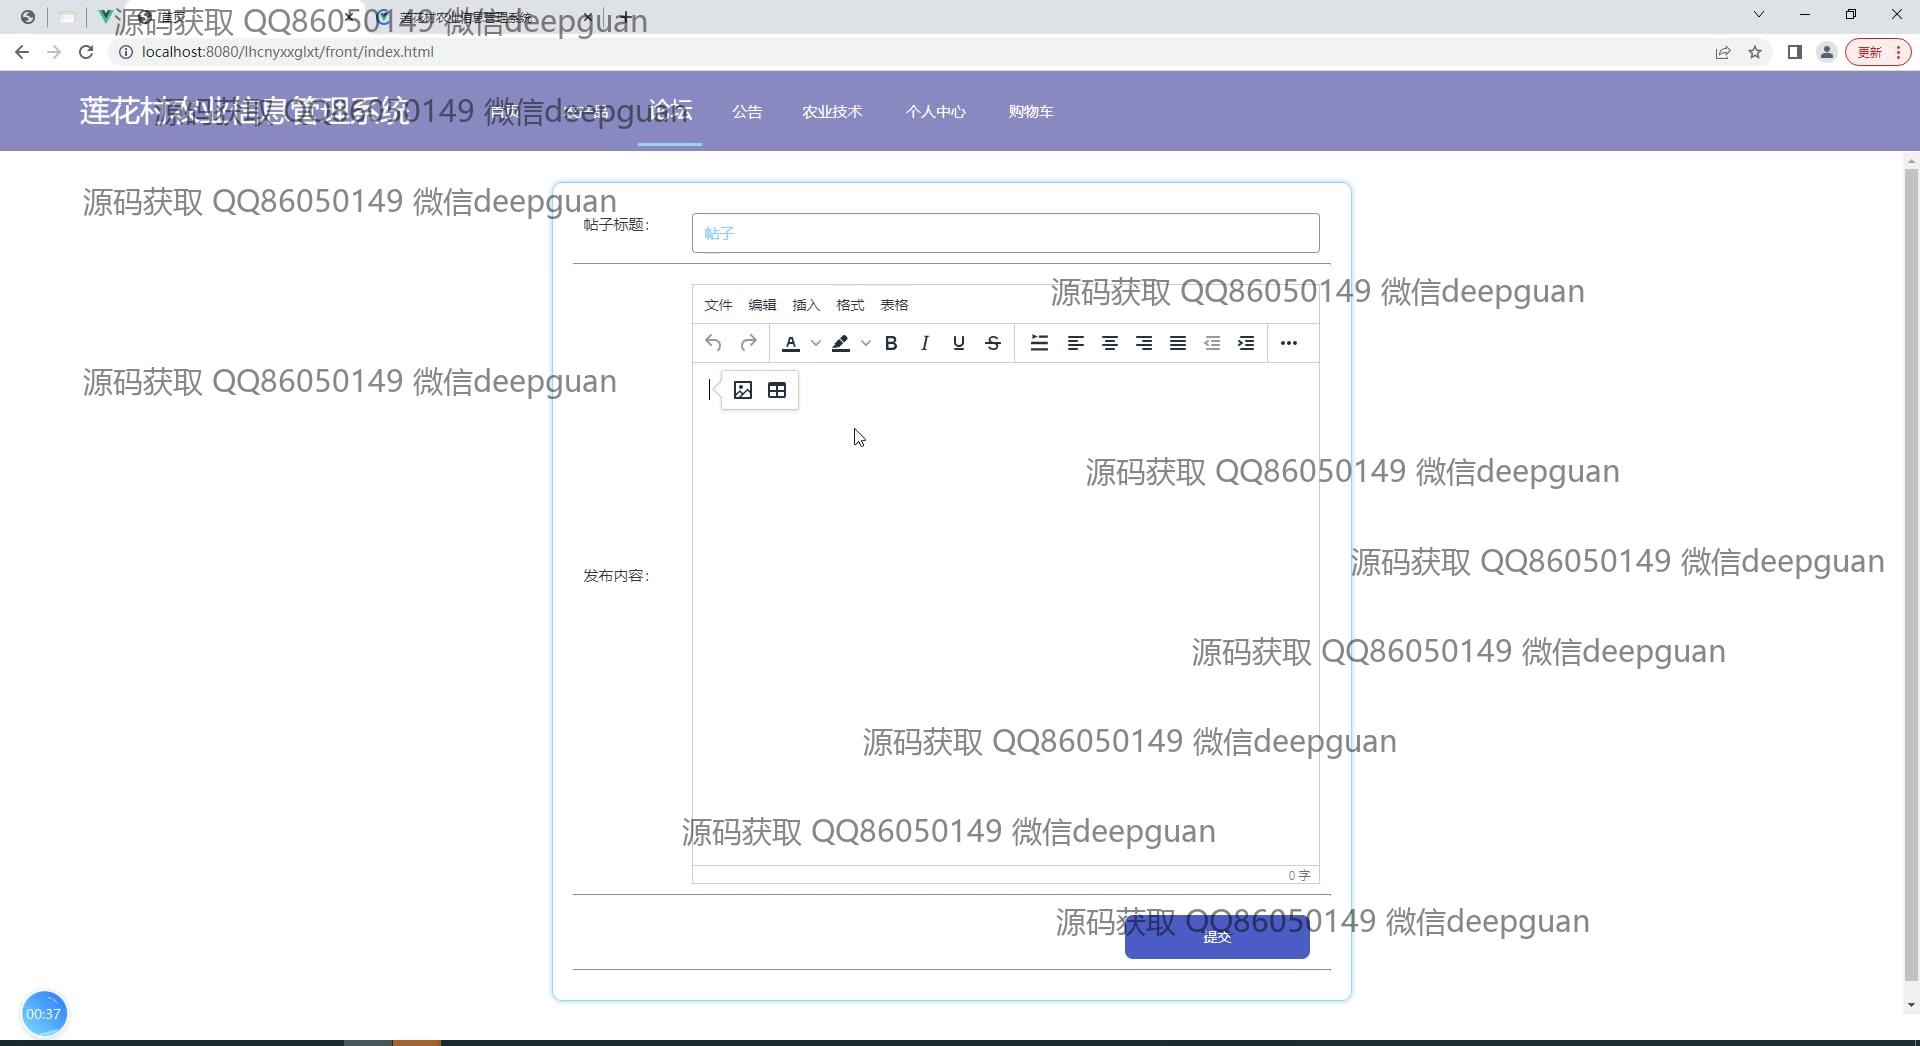 源码获取 QQ86050149 微信deepguan
localhost:8080/lhcnyxxglxt/front/index.html
更新
莲花村农业信息管理系统
首页 农产品 论坛 公告 农业技术 个人中心 购物车
源码获取 QQ86050149 微信deepguan
源码获取 QQ86050149 微信deepguan
帖子标题：
帖子
源码获取 QQ86050149 微信deepguan
文件 编辑 插入 格式 表格
源码获取 QQ86050149 微信deepguan
源码获取 QQ86050149 微信deepguan
源码获取 QQ86050149 微信deepguan
发布内容：
源码获取 QQ86050149 微信deepguan
源码获取 QQ86050149 微信deepguan
源码获取 QQ86050149 微信deepguan
0 字
源码获取 QQ86050149 微信deepguan
提交
00:37